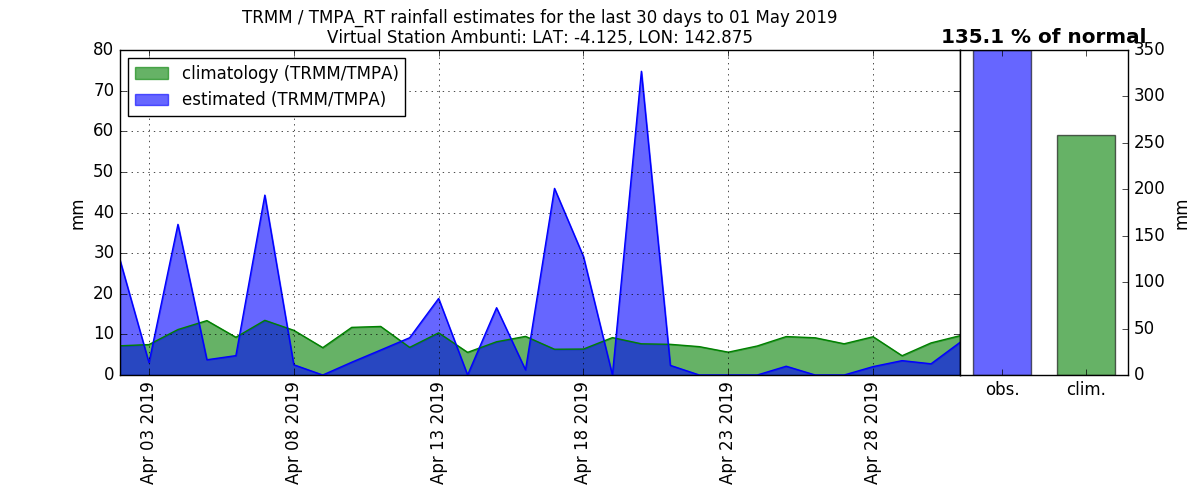 TRMM / TMPA_RT rainfall estimates for the last 30 days to 01 May 2019
Virtual Station Ambunti: LAT: -4.125, LON: 142.875
135.1 % of normal
climatology (TRMM/TMPA)
estimated (TRMM/TMPA)
mm
80
70
60
50
40
30
20
10
0
Apr 03 2019
Apr 08 2019
Apr 13 2019
Apr 18 2019
Apr 23 2019
Apr 28 2019
obs.
clim.
350
300
250
200
150
100
50
0
mm